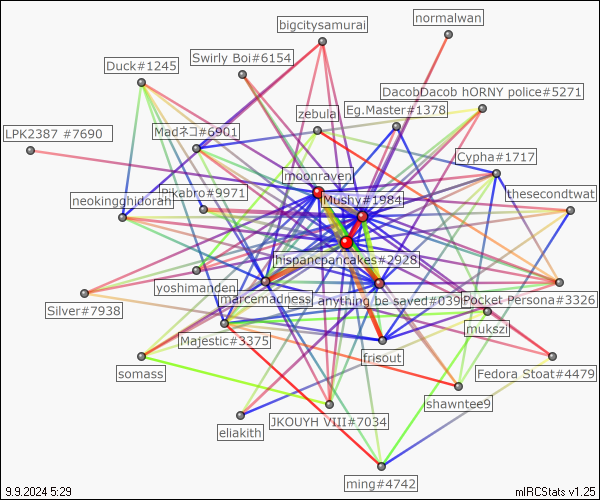 normalwan
bigcitysamurai
Swirly Boi#6154
Duck#1245
DacobDacob hORNY police#5271
Eg.Master#1378
zebula
LPK2387 #7690
Madネコ#6901
Cypha#1717
moonraven
Pikabro#9971
Mushy#1984
thesecondtwat
neokingghidorah
hispancpancakes#2928
yoshimanden
marcemadness
anything be saved#039
Pocket Persona#3326
Silver#7938
mukszi
Majestic#3375
frisout
somass
Fedora Stoat#4479
shawntee9
JKOUYH VIII#7034
eliakith
ming#4742
9.9.2024 5:29
mIRCStats v1.25